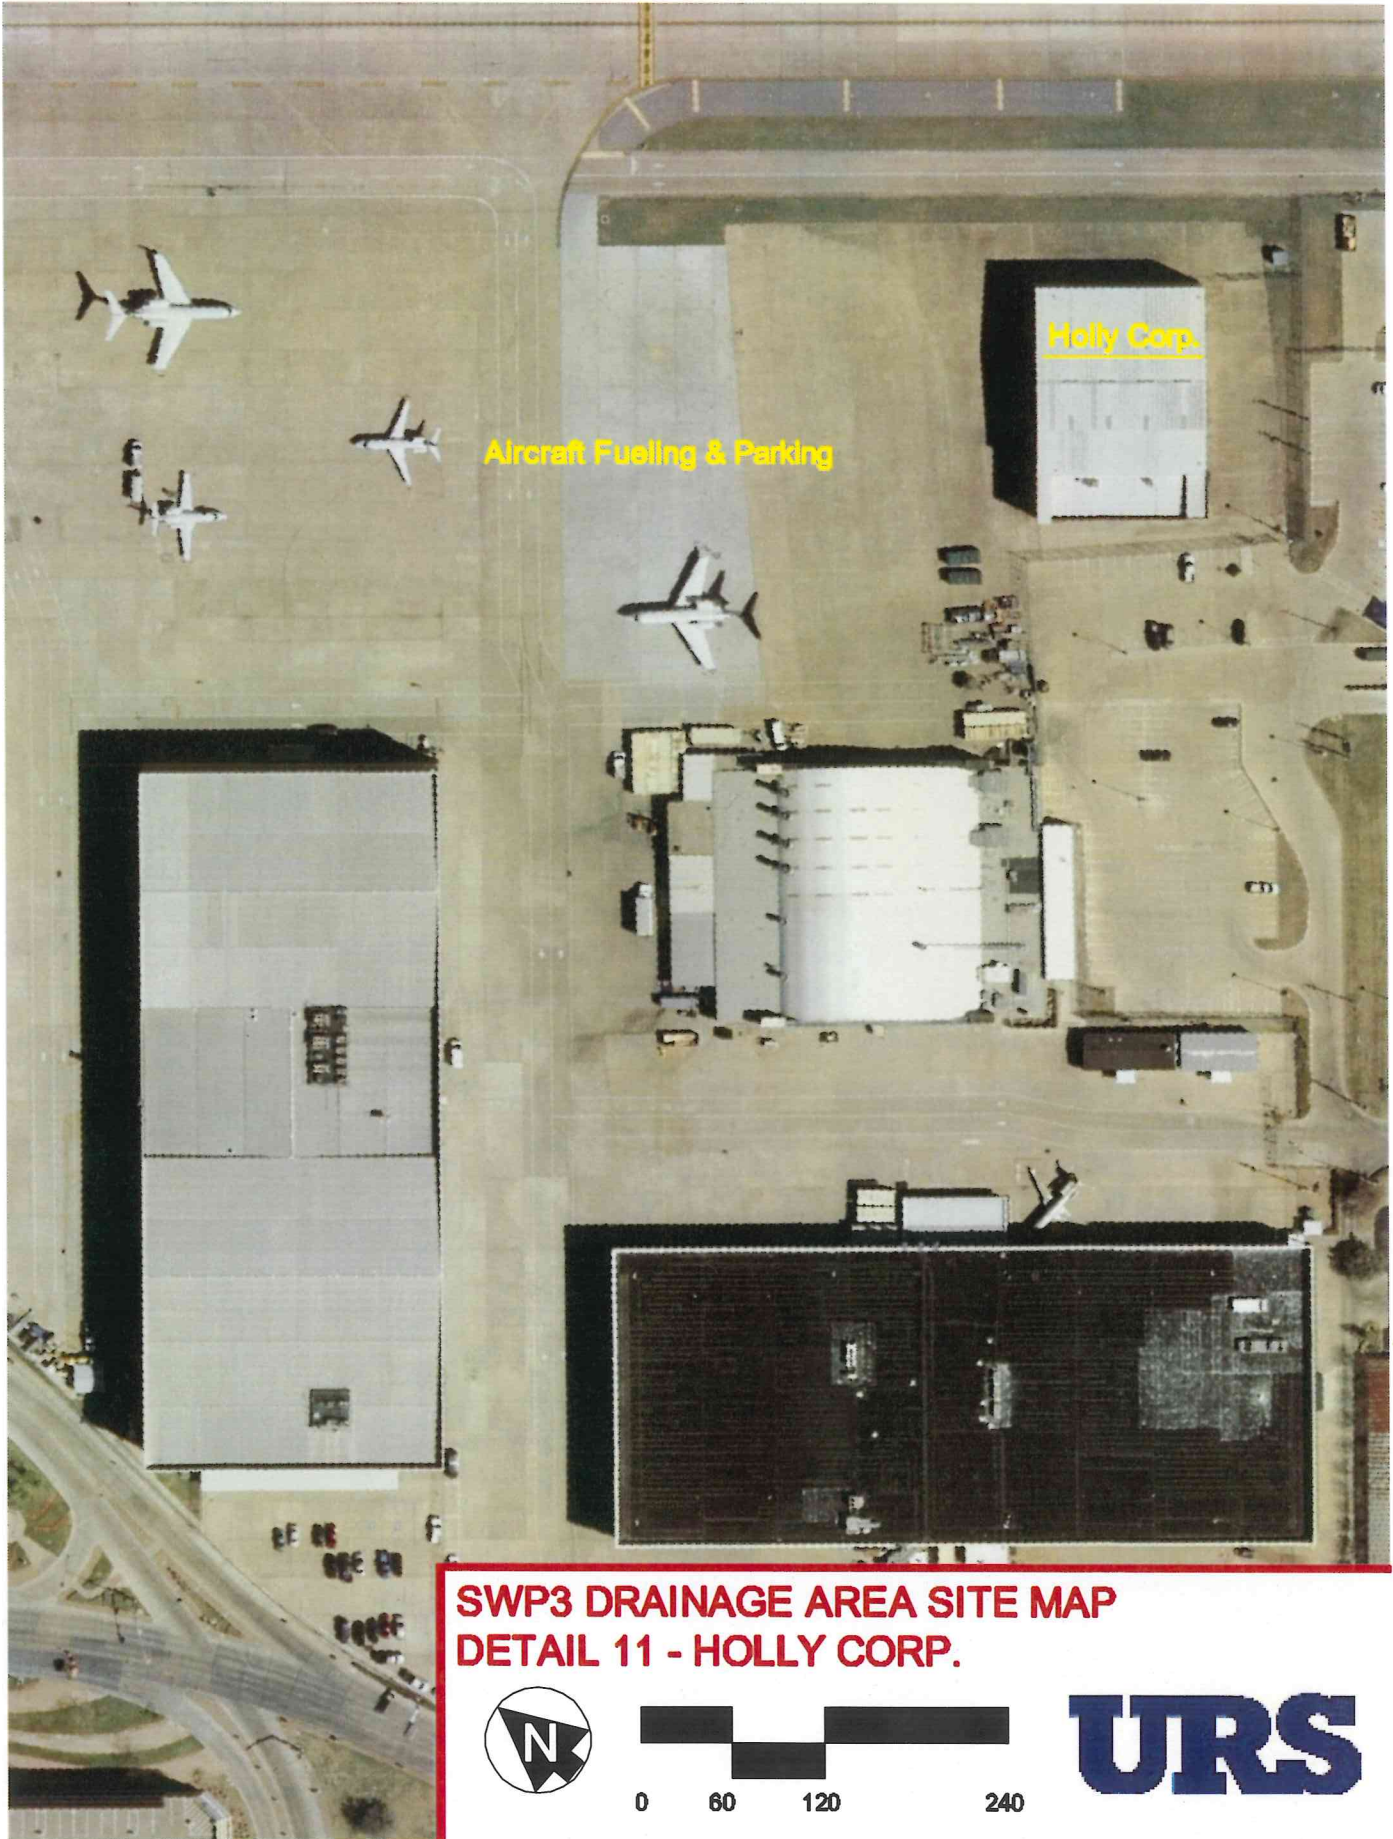 Holly Corp.
Aircraft Fueling & Parking
SWP3 DRAINAGE AREA SITE MAP
DETAIL 11 - HOLLY CORP.
N
0 60 120 240
URS